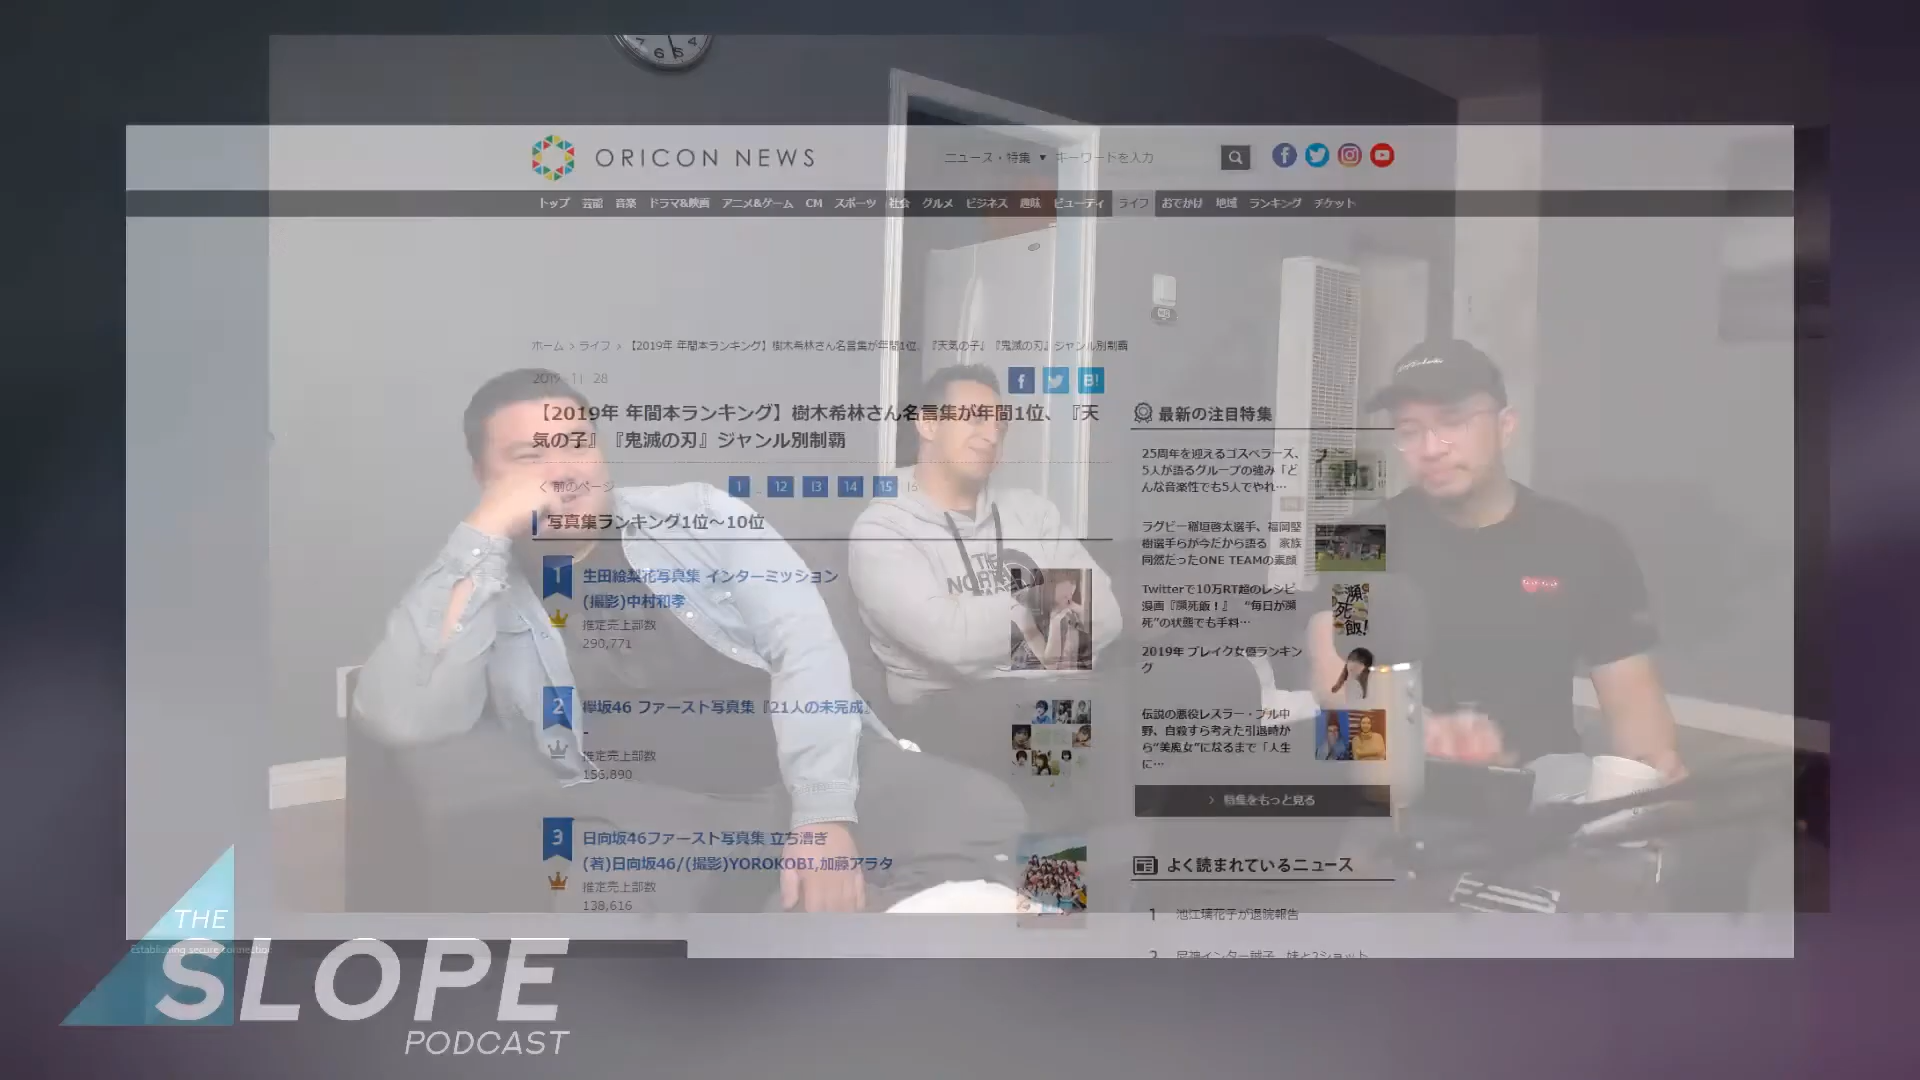 ORICON NEWS
ニュース・特集 ▼ キーワードを入力
トップ 芸能 音楽 ドラマ&映画 アニメ&ゲーム CM スポーツ 社会 グルメ ビジネス 趣味 ビューティ ライフ おでかけ 地域 ランキング チケット
ホーム > ライフ > 【2019年 年間本ランキング】樹木希林さん名言集が年間1位、『天気の子』『鬼滅の刃』ジャンル別制覇
2019-11-28
【2019年 年間本ランキング】樹木希林さん名言集が年間1位、『天
気の子』『鬼滅の刃』ジャンル別制覇
< 前のページ 1 ... 12 13 14 15 16
写真集ランキング1位～10位
1 生田絵梨花写真集 インターミッション
(撮影)中村和孝
推定売上部数
290,771
2 欅坂46 ファースト写真集『21人の未完成』
-
推定売上部数
156,890
3 日向坂46ファースト写真集 立ち漕ぎ
(著)日向坂46/(撮影)YOROKOBI,加藤アラタ
推定売上部数
138,616
最新の注目特集
25周年を迎えるゴスペラーズ、
5人が語るグループの強み「ど
んな音楽性でも5人でやれ…
ラグビー稲垣啓太選手、福岡堅
樹選手らが今だから語る 家族
同然だったONE TEAMの素顔
Twitterで10万RT超のレシピ
漫画『瀕死飯！』 “毎日が瀕
死”の状態でも手料…
瀕死飯!
2019年 ブレイク女優ランキン
グ
伝説の悪役レスラー・ブル中
野、自殺すら考えた引退時か
ら“美魔女”になるまで「人生
に…
> 特集をもっと見る
よく読まれているニュース
1 池江璃花子が退院報告
THE
NORTH
Establishing secure connection
THE
SLOPE
PODCAST